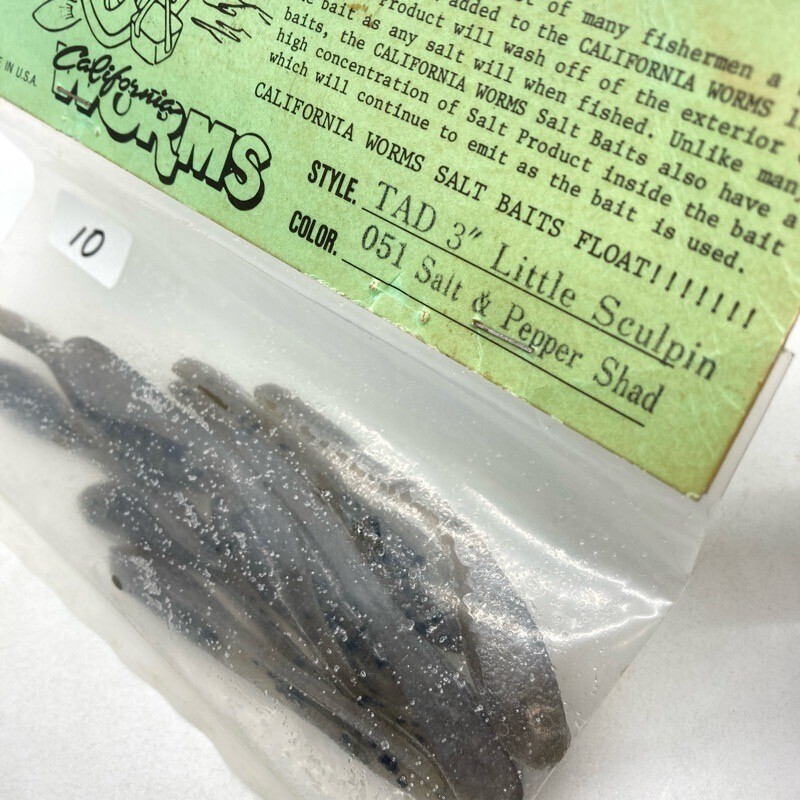 of many fishermen a
added to the CALIFORNIA WORMS
Product will wash off of the exterior
bait as any salt will when fished. Unlike many
baits, the CALIFORNIA WORMS Salt Baits also have a
high concentration of Salt Product inside the bait
which will continue to emit as the bait is used.
CALIFORNIA WORMS SALT BAITS FLOAT!!!!!!!
IN U.S.A.
California
WORMS
STYLE. TAD 3" Little Sculpin
COLOR. 051 Salt & Pepper Shad
10